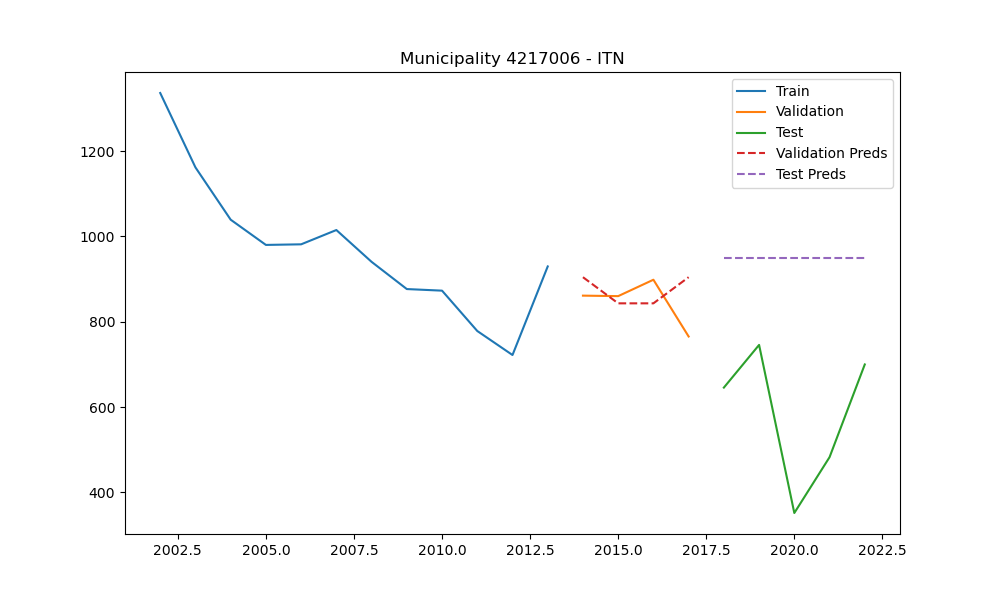 Municipality 4217006 - ITN
Train
Validation
Test
Validation Preds
Test Preds
1200
1000
800
600
400
2002.5 2005.0 2007.5 2010.0 2012.5 2015.0 2017.5 2020.0 2022.5